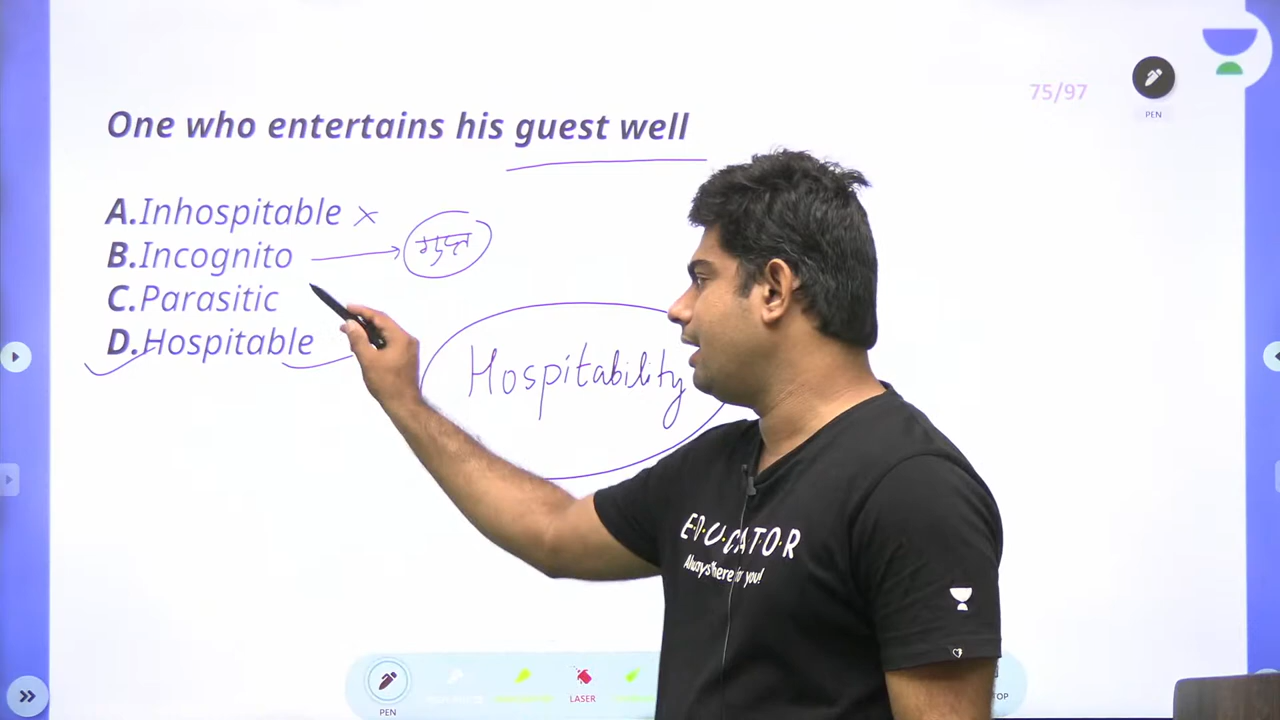 75/97
PEN
One who entertains his guest well
A.Inhospitable ×
B.Incognito → गुप्त
C.Parasitic
D.Hospitable
Hospitability
EDUCATOR
Always there for you!
PEN
LASER